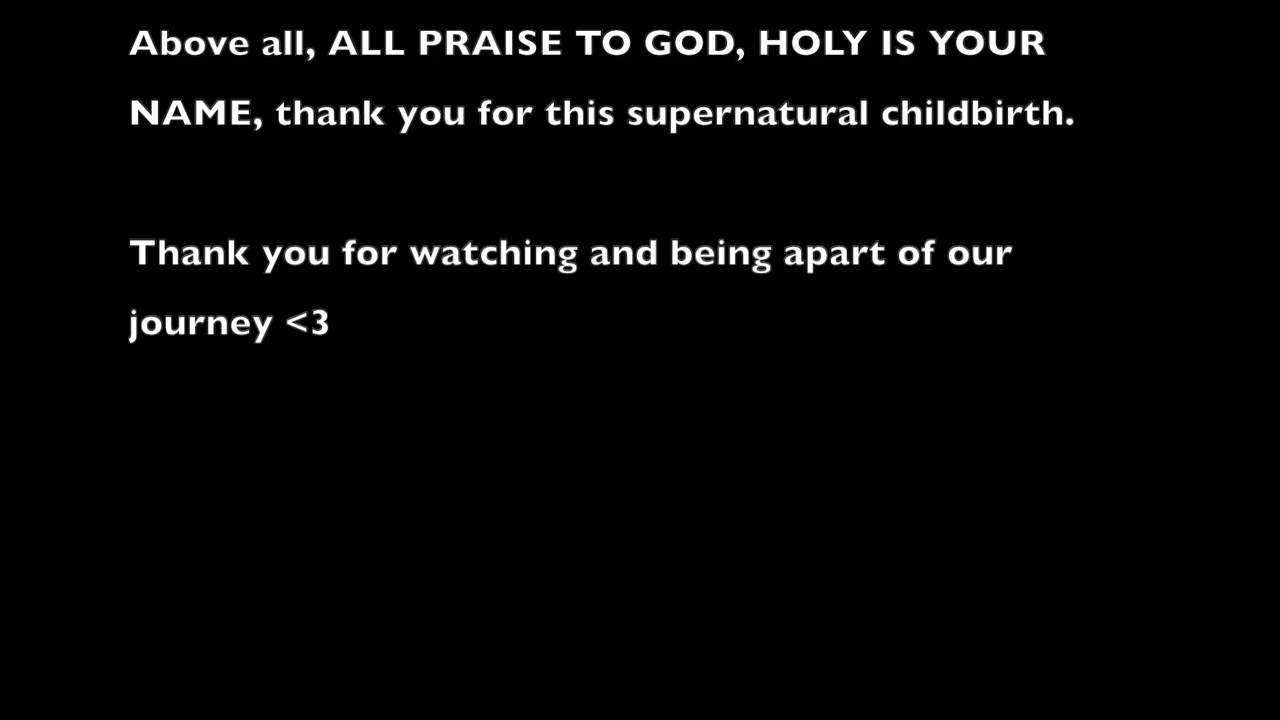 Above all, ALL PRAISE TO GOD, HOLY IS YOUR
NAME, thank you for this supernatural childbirth.
Thank you for watching and being apart of our
journey <3